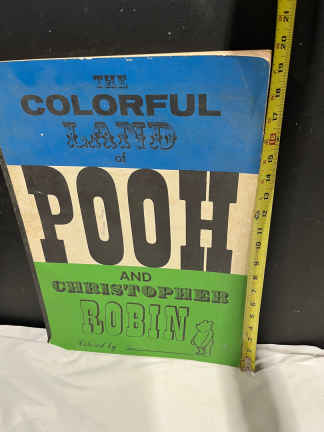 THE
COLORFUL
LAND
of
POOH
AND
CHRISTOPHER
ROBIN
Colored by